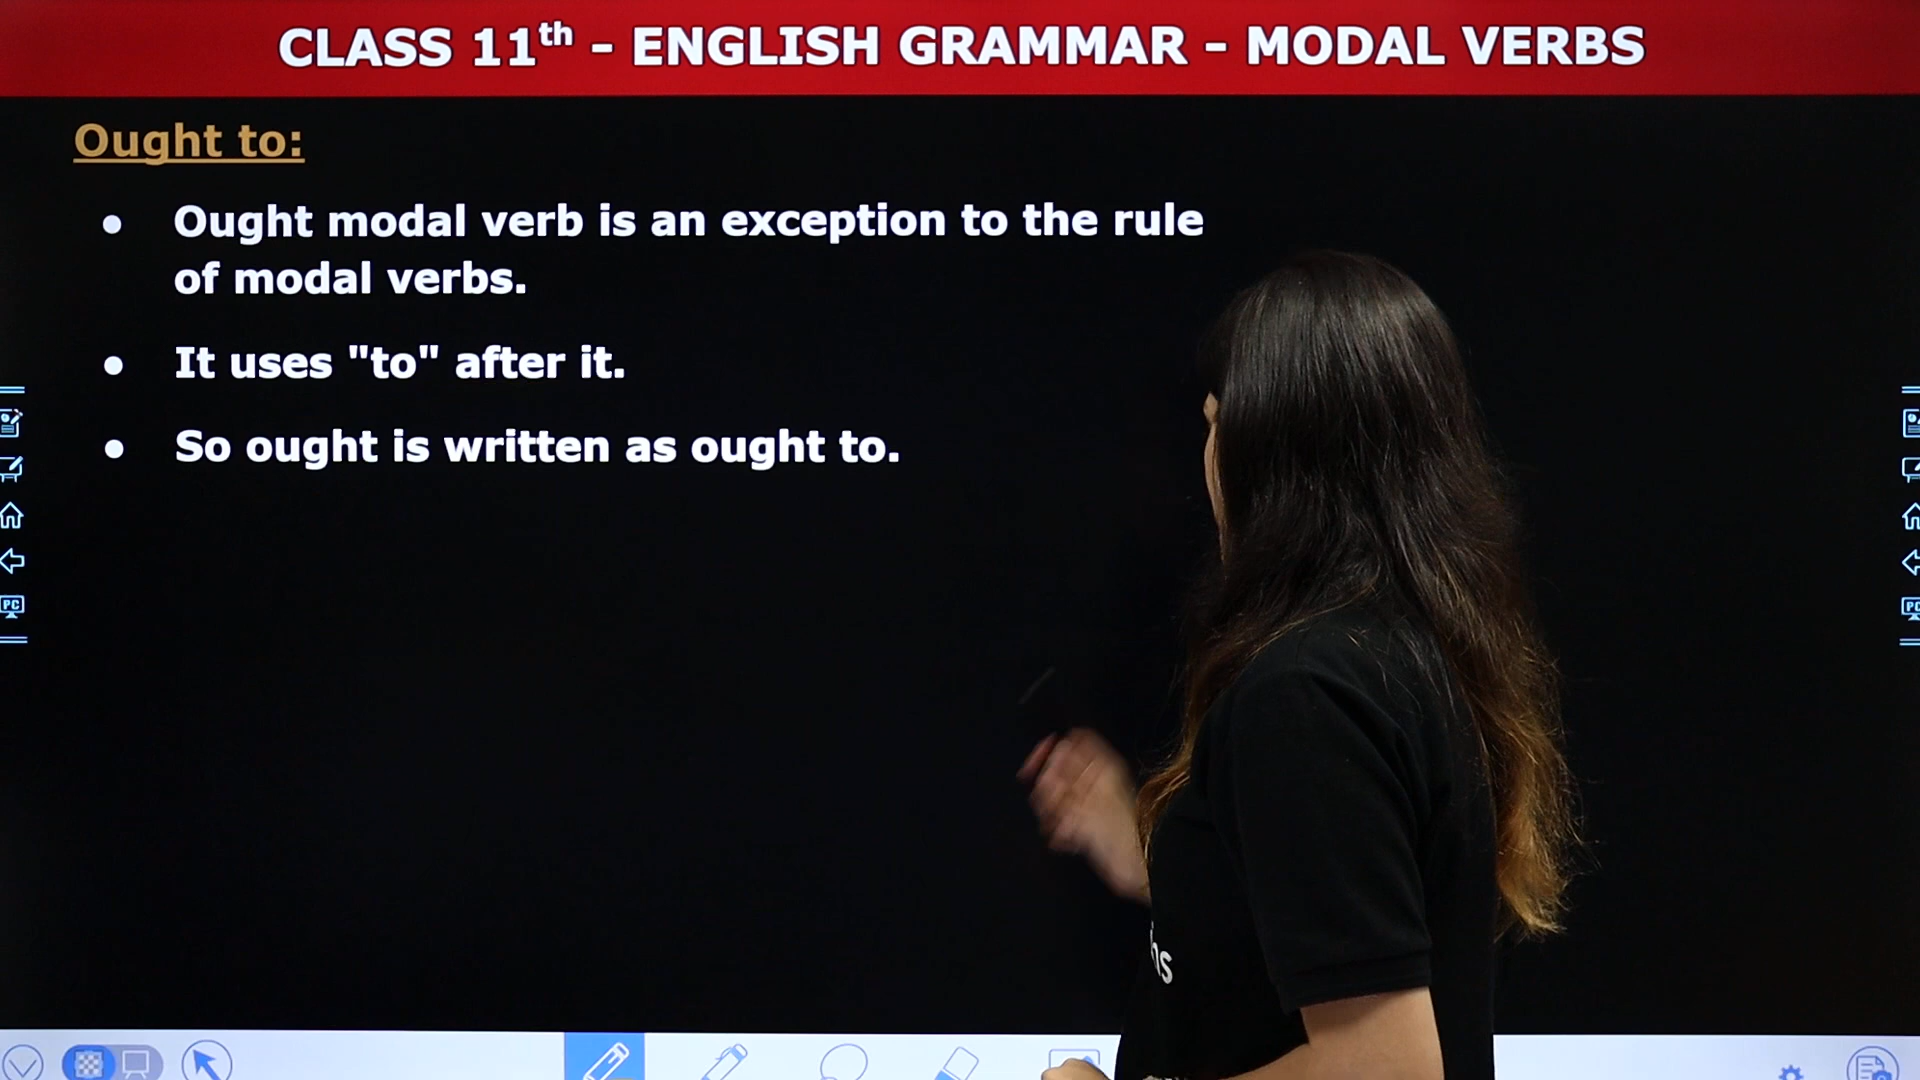 CLASS 11th - ENGLISH GRAMMAR - MODAL VERBS
Ought to:
• Ought modal verb is an exception to the rule
of modal verbs.
• It uses "to" after it.
• So ought is written as ought to.
PC